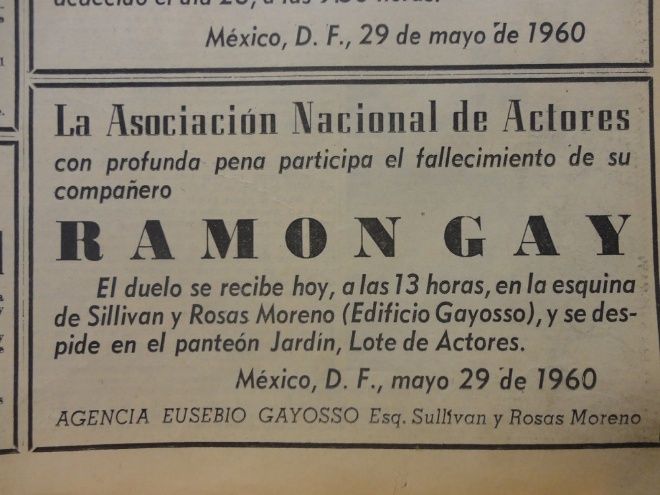 México, D. F., 29 de mayo de 1960
La Asociación Nacional de Actores
con profunda pena participa el fallecimiento de su
compañero
RAMON GAY
El duelo se recibe hoy, a las 13 horas, en la esquina
de Sillivan y Rosas Moreno (Edificio Gayosso), y se des-
pide en el panteón Jardín, Lote de Actores.
México, D. F., mayo 29 de 1960
AGENCIA EUSEBIO GAYOSSO Esq. Sullivan y Rosas Moreno